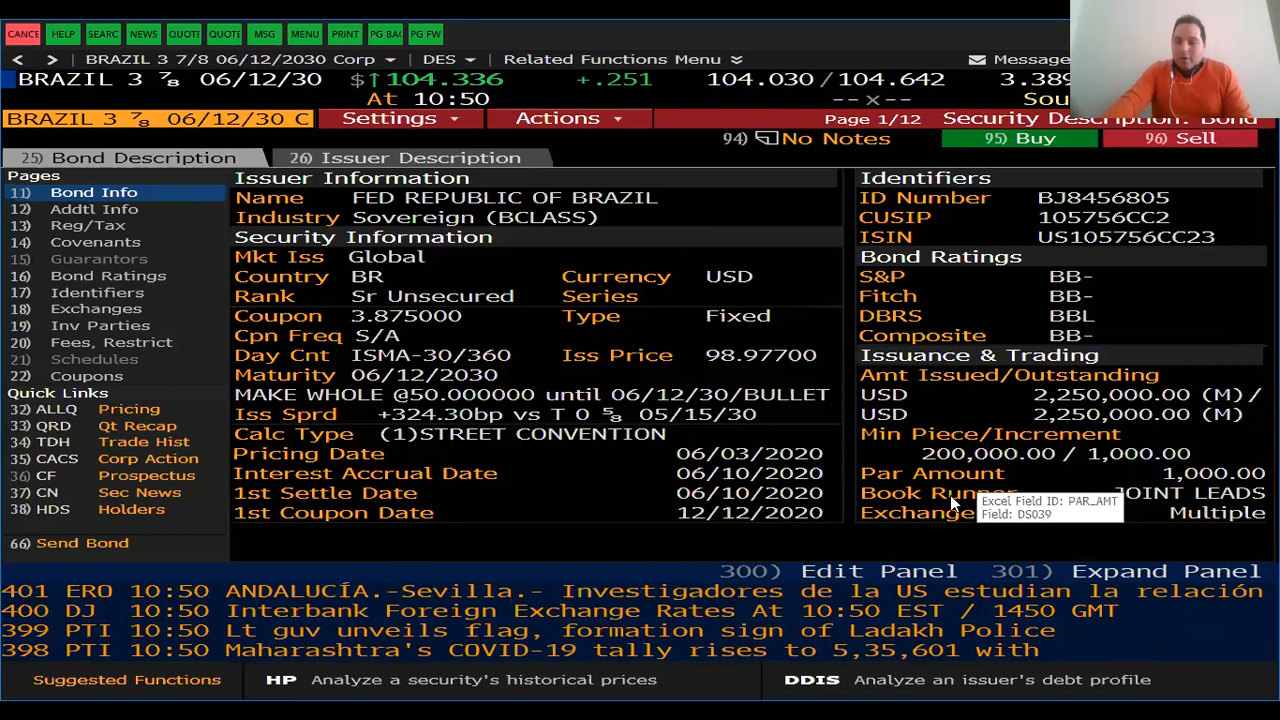 CANCE HELP SEARC NEWS QUOTE QUOTE MSG MENU PRINT PG BAC PG FW
< > BRAZIL 3 7/8 06/12/2030 Corp DES Related Functions Menu Message
BRAZIL 3 ⅞ 06/12/30 $↑104.336 +.251 104.030/104.642 3.389
At 10:50 --x-- Sou
BRAZIL 3 ⅞ 06/12/30 C Settings Actions Page 1/12 Security Description: Bond
94) No Notes 95) Buy 96) Sell
25) Bond Description 26) Issuer Description
Pages
11) Bond Info
12) Addtl Info
13) Reg/Tax
14) Covenants
15) Guarantors
16) Bond Ratings
17) Identifiers
18) Exchanges
19) Inv Parties
20) Fees, Restrict
21) Schedules
22) Coupons
Quick Links
32) ALLQ Pricing
33) QRD Qt Recap
34) TDH Trade Hist
35) CACS Corp Action
36) CF Prospectus
37) CN Sec News
38) HDS Holders
66) Send Bond
Issuer Information
Name FED REPUBLIC OF BRAZIL
Industry Sovereign (BCLASS)
Security Information
Mkt Iss Global
Country BR Currency USD
Rank Sr Unsecured Series
Coupon 3.875000 Type Fixed
Cpn Freq S/A
Day Cnt ISMA-30/360 Iss Price 98.97700
Maturity 06/12/2030
MAKE WHOLE @50.000000 until 06/12/30/BULLET
Iss Sprd +324.30bp vs T 0 ⅝ 05/15/30
Calc Type (1)STREET CONVENTION
Pricing Date 06/03/2020
Interest Accrual Date 06/10/2020
1st Settle Date 06/10/2020
1st Coupon Date 12/12/2020
Identifiers
ID Number BJ8456805
CUSIP 105756CC2
ISIN US105756CC23
Bond Ratings
S&P BB-
Fitch BB-
DBRS BBL
Composite BB-
Issuance & Trading
Amt Issued/Outstanding
USD 2,250,000.00 (M) /
USD 2,250,000.00 (M)
Min Piece/Increment
200,000.00 / 1,000.00
Par Amount 1,000.00
Book Runner JOINT LEADS
Exchange Multiple
Excel Field ID: PAR_AMT
Field: DS039
300) Edit Panel 301) Expand Panel
401 ERO 10:50 ANDALUCÍA.-Sevilla.- Investigadores de la US estudian la relación
400 DJ 10:50 Interbank Foreign Exchange Rates At 10:50 EST / 1450 GMT
399 PTI 10:50 Lt guv unveils flag, formation sign of Ladakh Police
398 PTI 10:50 Maharashtra's COVID-19 tally rises to 5,35,601 with
Suggested Functions HP Analyze a security's historical prices DDIS Analyze an issuer's debt profile